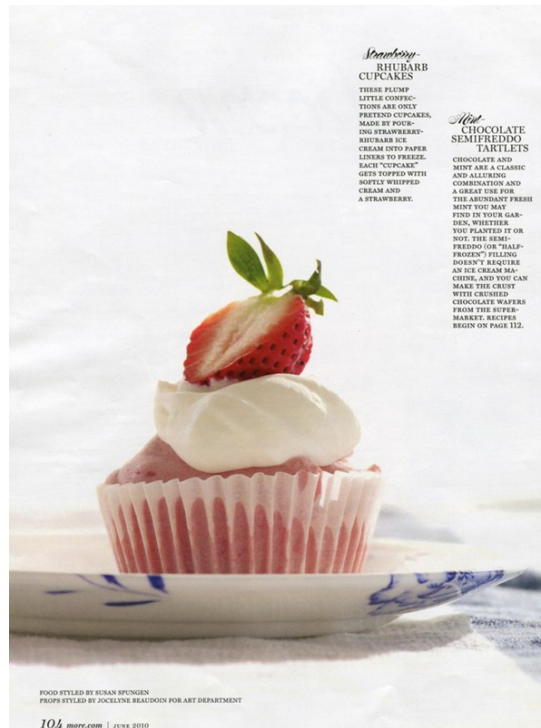 Strawberry-
RHUBARB
CUPCAKES
THESE PLUMP
LITTLE CONFEC-
TIONS ARE ONLY
PRETEND CUPCAKES,
MADE BY POUR-
ING STRAWBERRY-
RHUBARB ICE
CREAM INTO PAPER
LINERS TO FREEZE.
EACH “CUPCAKE”
GETS TOPPED WITH
SOFTLY WHIPPED
CREAM AND
A STRAWBERRY.
Mint-
CHOCOLATE
SEMIFREDDO
TARTLETS
CHOCOLATE AND
MINT ARE A CLASSIC
AND ALLURING
COMBINATION AND
A GREAT USE FOR
THE ABUNDANT FRESH
MINT YOU MAY
FIND IN YOUR GAR-
DEN, WHETHER
YOU PLANTED IT OR
NOT. THE SEMI-
FREDDO (OR “HALF-
FROZEN”) FILLING
DOESN’T REQUIRE
AN ICE CREAM MA-
CHINE, AND YOU CAN
MAKE THE CRUST
WITH CRUSHED
CHOCOLATE WAFERS
FROM THE SUPER-
MARKET. RECIPES
BEGIN ON PAGE 112.
FOOD STYLED BY SUSAN SPUNGEN
PROPS STYLED BY JOCELYNE BEAUDOIN FOR ART DEPARTMENT
104 more.com | JUNE 2010